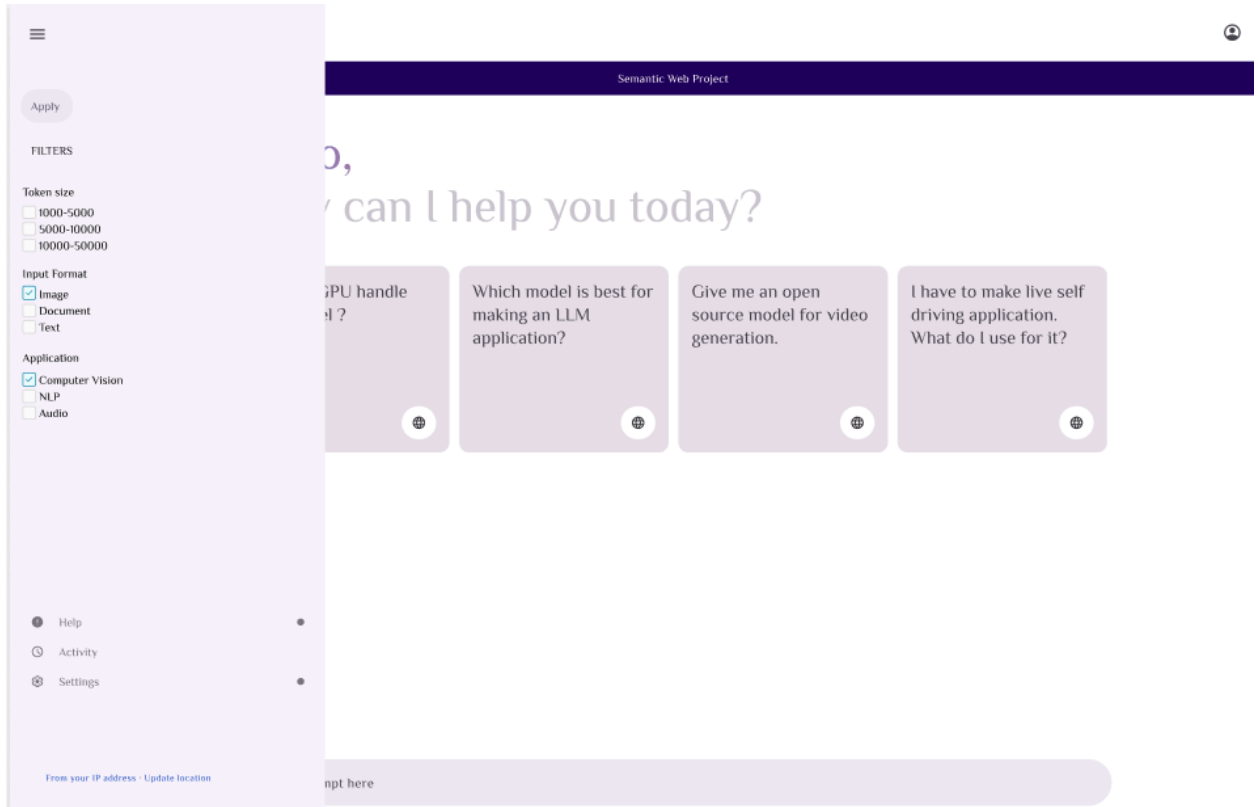 Semantic Web Project
Apply
FILTERS
Token size
1000-5000
5000-10000
10000-50000
Input Format
Image
Document
Text
Application
Computer Vision
NLP
Audio
Help
Activity
Settings
From your IP address · Update location
o,
can I help you today?
GPU handle
el ?
Which model is best for
making an LLM
application?
Give me an open
source model for video
generation.
I have to make live self
driving application.
What do I use for it?
mpt here